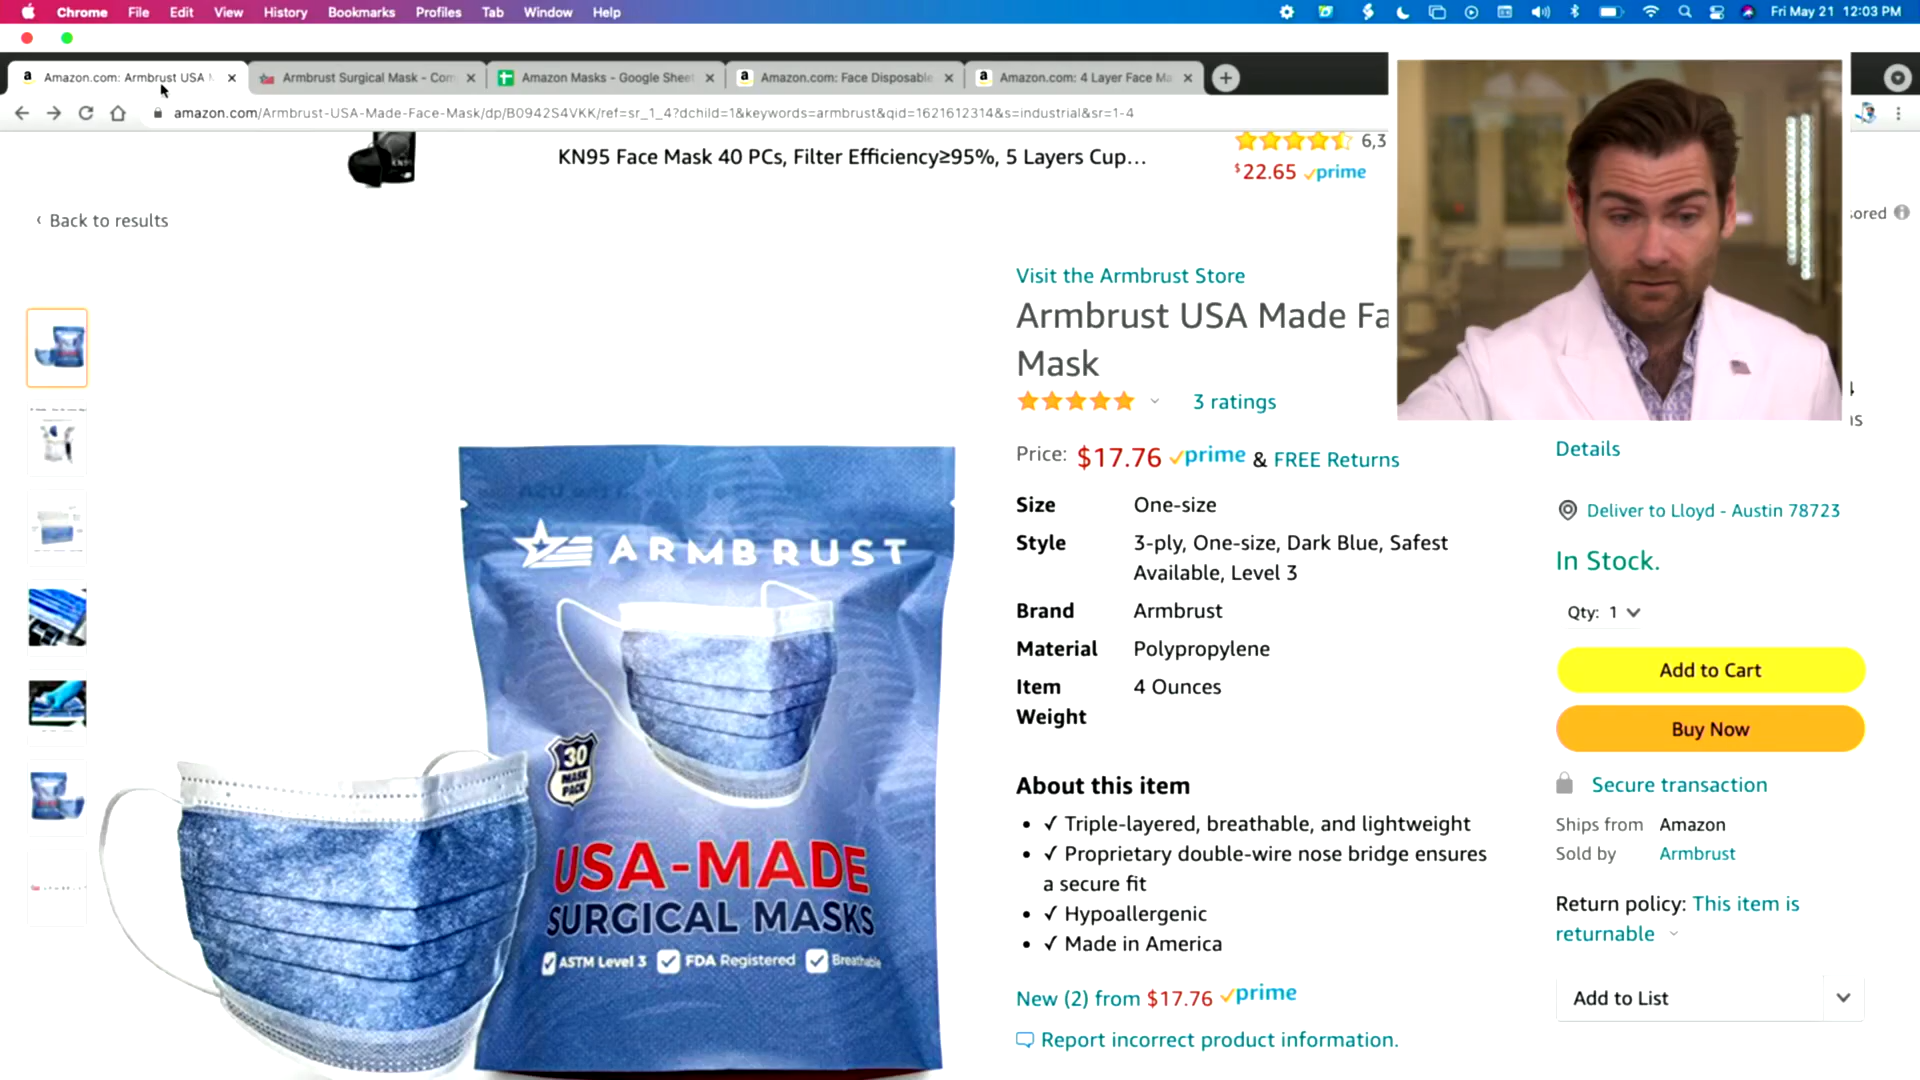 Chrome File Edit View History Bookmarks Profiles Tab Window Help Fri May 21 12:03 PM
Amazon.com: Armbrust USA Armbrust Surgical Mask - Com Amazon Masks - Google Sheet Amazon.com: Face Disposable Amazon.com: 4 Layer Face Ma
amazon.com/Armbrust-USA-Made-Face-Mask/dp/B0942S4VKK/ref=sr_1_4?dchild=1&keywords=armbrust&qid=1621612314&s=industrial&sr=1-4
KN95 Face Mask 40 PCs, Filter Efficiency≥95%, 5 Layers Cup… 6,3
$22.65 prime
‹ Back to results
ored
Visit the Armbrust Store
Armbrust USA Made Fa
Mask
3 ratings
Price: $17.76 prime & FREE Returns
Size One-size
Style 3-ply, One-size, Dark Blue, Safest
Available, Level 3
Brand Armbrust
Material Polypropylene
Item 4 Ounces
Weight
About this item
• ✓ Triple-layered, breathable, and lightweight
• ✓ Proprietary double-wire nose bridge ensures
a secure fit
• ✓ Hypoallergenic
• ✓ Made in America
New (2) from $17.76 prime
Report incorrect product information.
Details
Deliver to Lloyd - Austin 78723
In Stock.
Qty: 1
Add to Cart
Buy Now
Secure transaction
Ships from Amazon
Sold by Armbrust
Return policy: This item is
returnable
Add to List
ARMBRUST
30
MASK
PACK
USA-MADE
SURGICAL MASKS
ASTM Level 3 FDA Registered Breathable